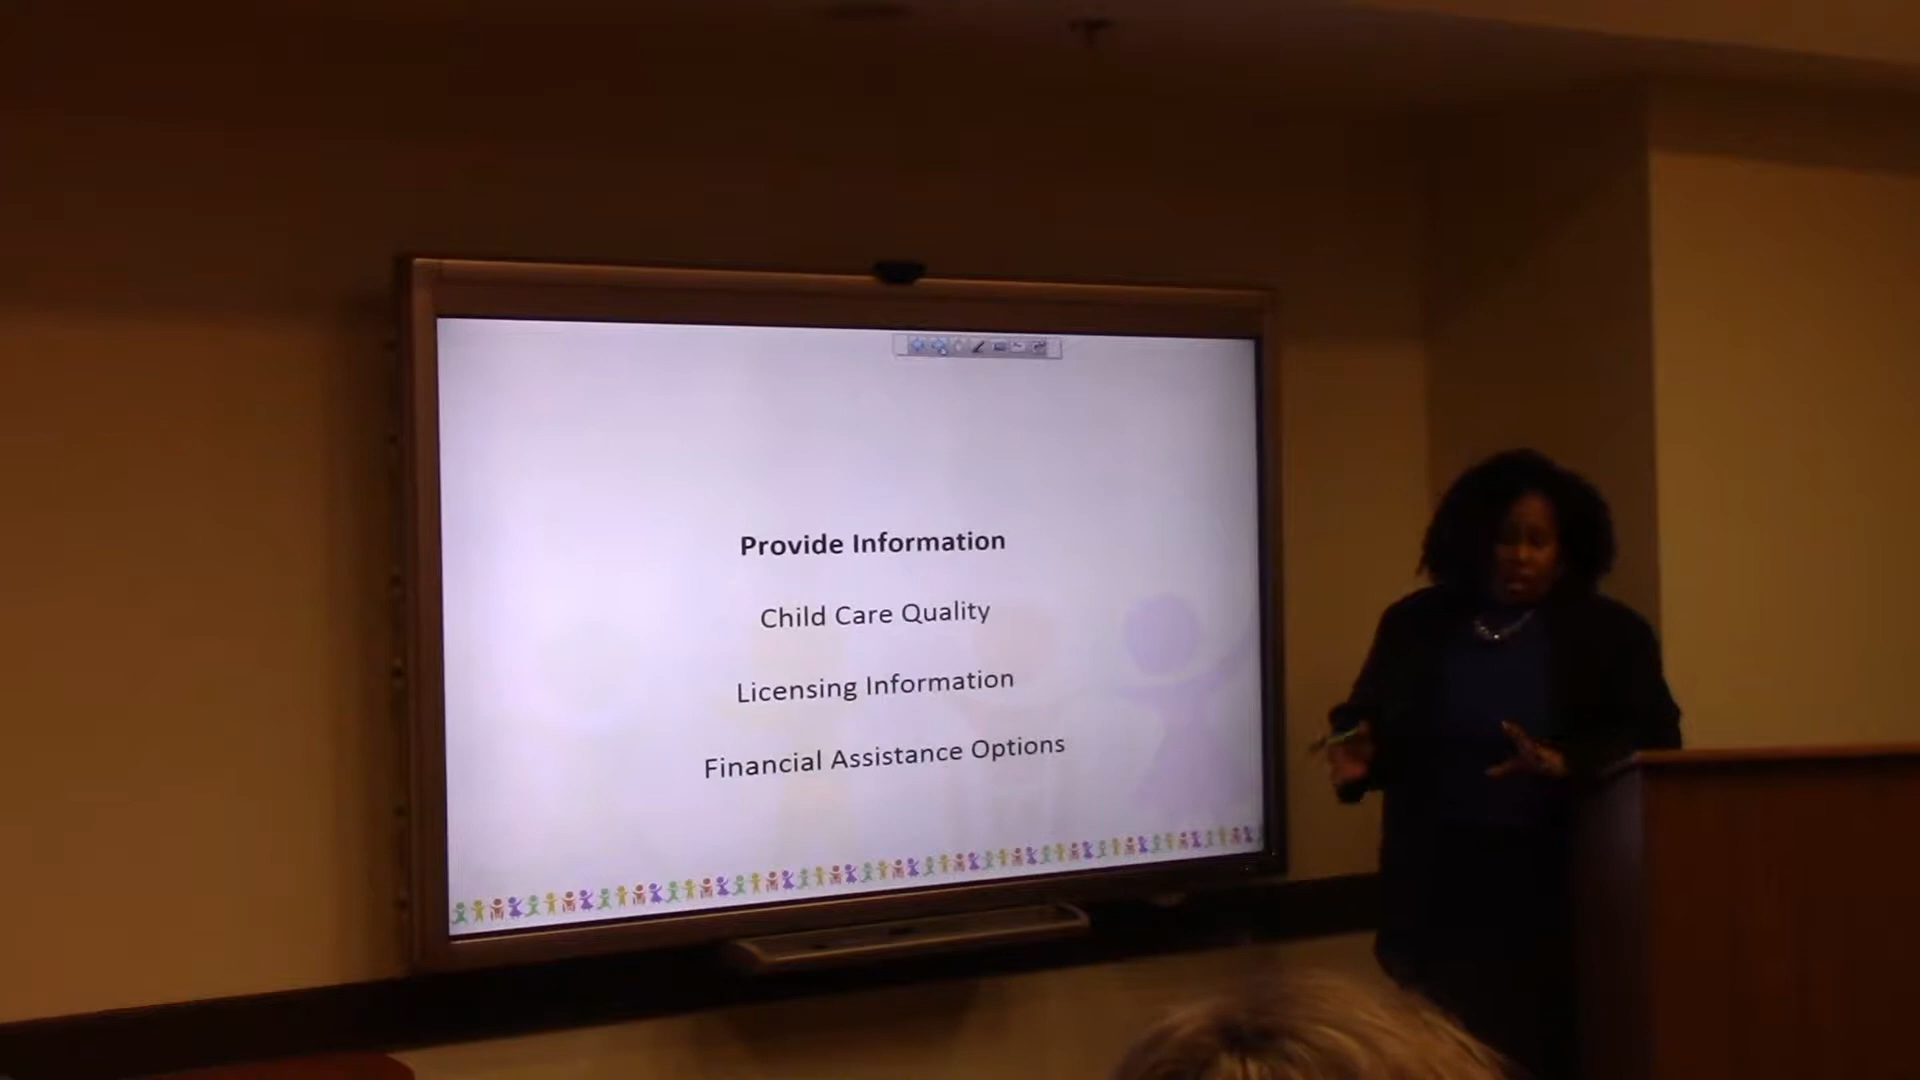 Provide Information
Child Care Quality
Licensing Information
Financial Assistance Options